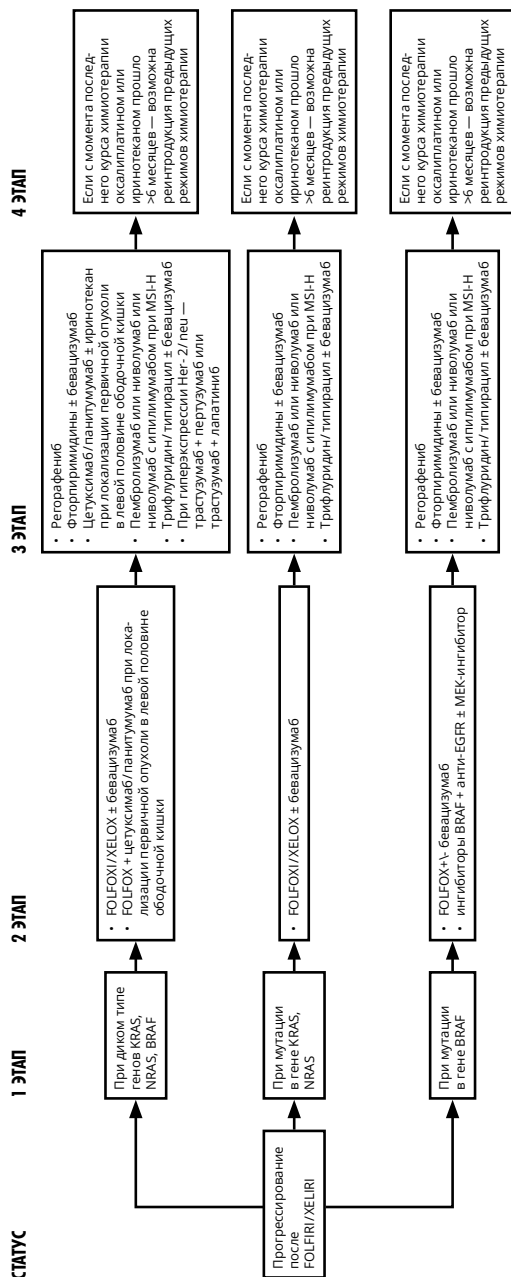 СТАТУС
1 ЭТАП
2 ЭТАП
3 ЭТАП
4 ЭТАП
Прогрессирование
после
FOLFIRI/XELIRI
При диком типе
генов KRAS,
NRAS, BRAF
• FOLFOXI/XELOX ± бевацизумаб
• FOLFOX + цетуксимаб/панитумумаб при лока-
лизации первичной опухоли в левой половине
ободочной кишки
• Регорафениб
• Фторпиримидины ± бевацизумаб
• Цетуксимаб/панитумумаб ± иринотекан
при локализации первичной опухоли
в левой половине ободочной кишки
• Пембролизумаб или ниволумаб или
ниволумаб с ипилимумабом при MSI-H
• Трифлуридин/типирацил ± бевацизумаб
• При гиперэкспрессии Her-2/neu —
трастузумаб + пертузумаб или
трастузумаб + лапатиниб
Если с момента послед-
него курса химиотерапии
оксалиплатином или
иринотеканом прошло
>6 месяцев — возможна
реинтродукция предыдущих
режимов химиотерапии
При мутации
в гене KRAS,
NRAS
• FOLFOXI/XELOX ± бевацизумаб
• Регорафениб
• Фторпиримидины ± бевацизумаб
• Пембролизумаб или ниволумаб или
ниволумаб с ипилимумабом при MSI-H
• Трифлуридин/типирацил ± бевацизумаб
Если с момента послед-
него курса химиотерапии
оксалиплатином или
иринотеканом прошло
>6 месяцев — возможна
реинтродукция предыдущих
режимов химиотерапии
При мутации
в гене BRAF
• FOLFOX+\- бевацизумаб
• ингибиторы BRAF + анти-EGFR ± МЕК-ингибитор
• Регорафениб
• Фторпиримидины ± бевацизумаб
• Пембролизумаб или ниволумаб или
ниволумаб с ипилимумабом при MSI-H
• Трифлуридин/типирацил ± бевацизумаб
Если с момента послед-
него курса химиотерапии
оксалиплатином или
иринотеканом прошло
>6 месяцев — возможна
реинтродукция предыдущих
режимов химиотерапии